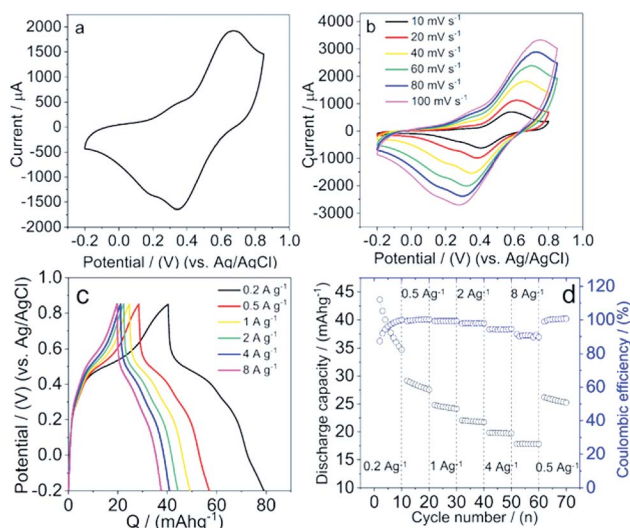 a
2000
1500
1000
500
0
-500
-1000
-1500
-2000
Current / µA
-0.2 0.0 0.2 0.4 0.6 0.8 1.0
Potential / (V) (vs. Ag/AgCl)
b
10 mV s⁻¹
20 mV s⁻¹
40 mV s⁻¹
60 mV s⁻¹
80 mV s⁻¹
100 mV s⁻¹
4000
3000
2000
1000
0
-1000
-2000
-3000
Current / µA
-0.2 0.0 0.2 0.4 0.6 0.8 1.0
Potential / (V) (vs. Ag/AgCl)
c
0.2 A g⁻¹
0.5 A g⁻¹
1 A g⁻¹
2 A g⁻¹
4 A g⁻¹
8 A g⁻¹
1.0
0.8
0.6
0.4
0.2
0.0
-0.2
Potential / (V) (vs. Ag/AgCl)
0 20 40 60 80
Q / (mAhg⁻¹)
d
0.5 Ag⁻¹ 2 Ag⁻¹ 8 Ag⁻¹
0.2 Ag⁻¹ 1 Ag⁻¹ 4 Ag⁻¹ 0.5 Ag⁻¹
45
40
35
30
25
20
15
10
Discharge capacity / (mAhg⁻¹)
120
100
80
60
40
20
0
Coulombic efficiency / (%)
0 10 20 30 40 50 60 70
Cycle number / (n)